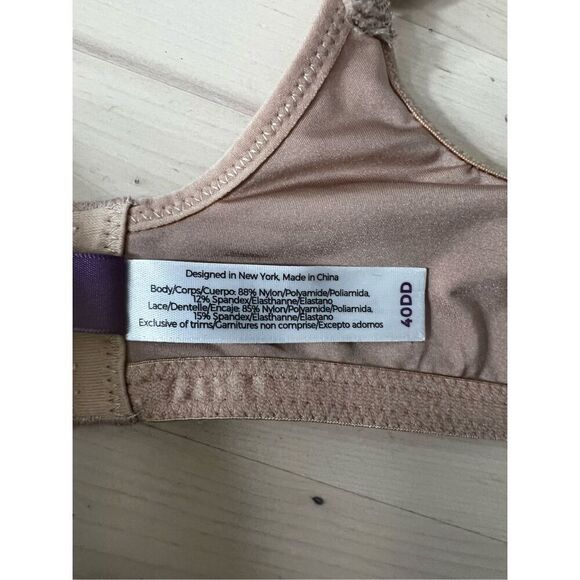 Designed in New York, Made in China
Body/Corps/Cuerpo: 88% Nylon/Polyamide/Poliamida,
12% Spandex/Elasthanne/Elastano
Lace/Dentelle/Encaje: 85% Nylon/Polyamide/Poliamida,
15% Spandex/Elasthanne/Elastano
Exclusive of trims/Garnitures non comprise/Excepto adornos
40DD